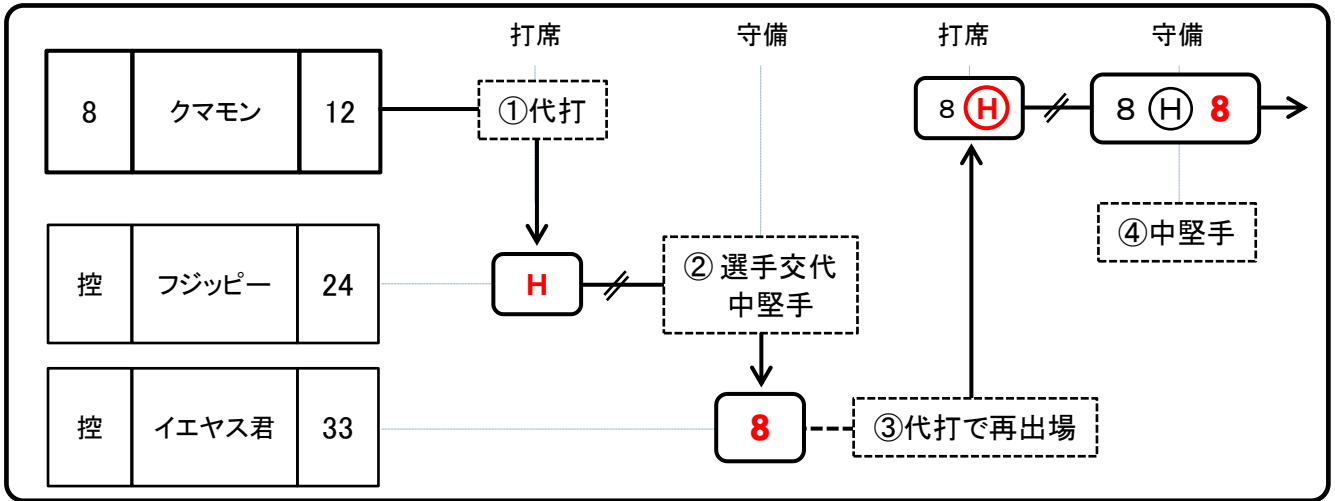 打席 守備 打席 守備
8 クマモン 12
①代打
8 Ⓗ
8 Ⓗ 8
④中堅手
控 フジッピー 24
H
② 選手交代
中堅手
控 イエヤス君 33
8
③代打で再出場